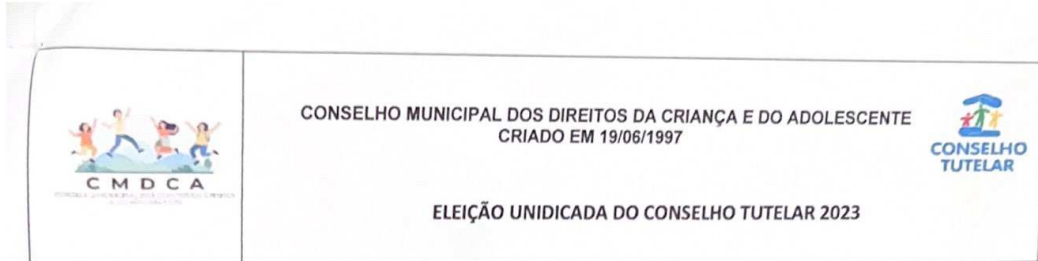 CONSELHO MUNICIPAL DOS DIREITOS DA CRIANÇA E DO ADOLESCENTE
CRIADO EM 19/06/1997
CONSELHO
TUTELAR
CMDCA
ELEIÇÃO UNIDICADA DO CONSELHO TUTELAR 2023